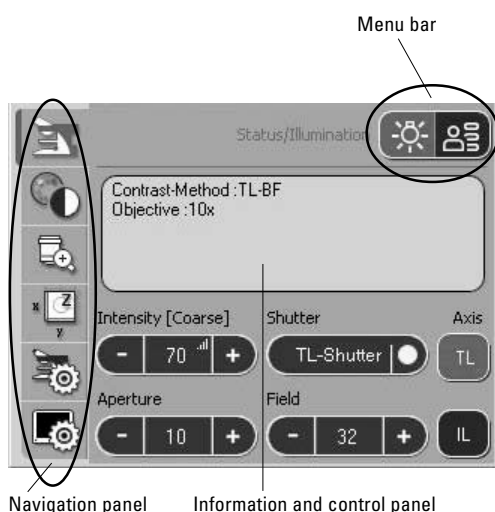 Menu bar
Status/Illumination
Contrast-Method :TL-BF
Objective :10x
x Z
y
Intensity [Coarse] Shutter Axis
- 70 + TL-Shutter TL
Aperture Field
- 10 + - 32 + IL
Navigation panel Information and control panel